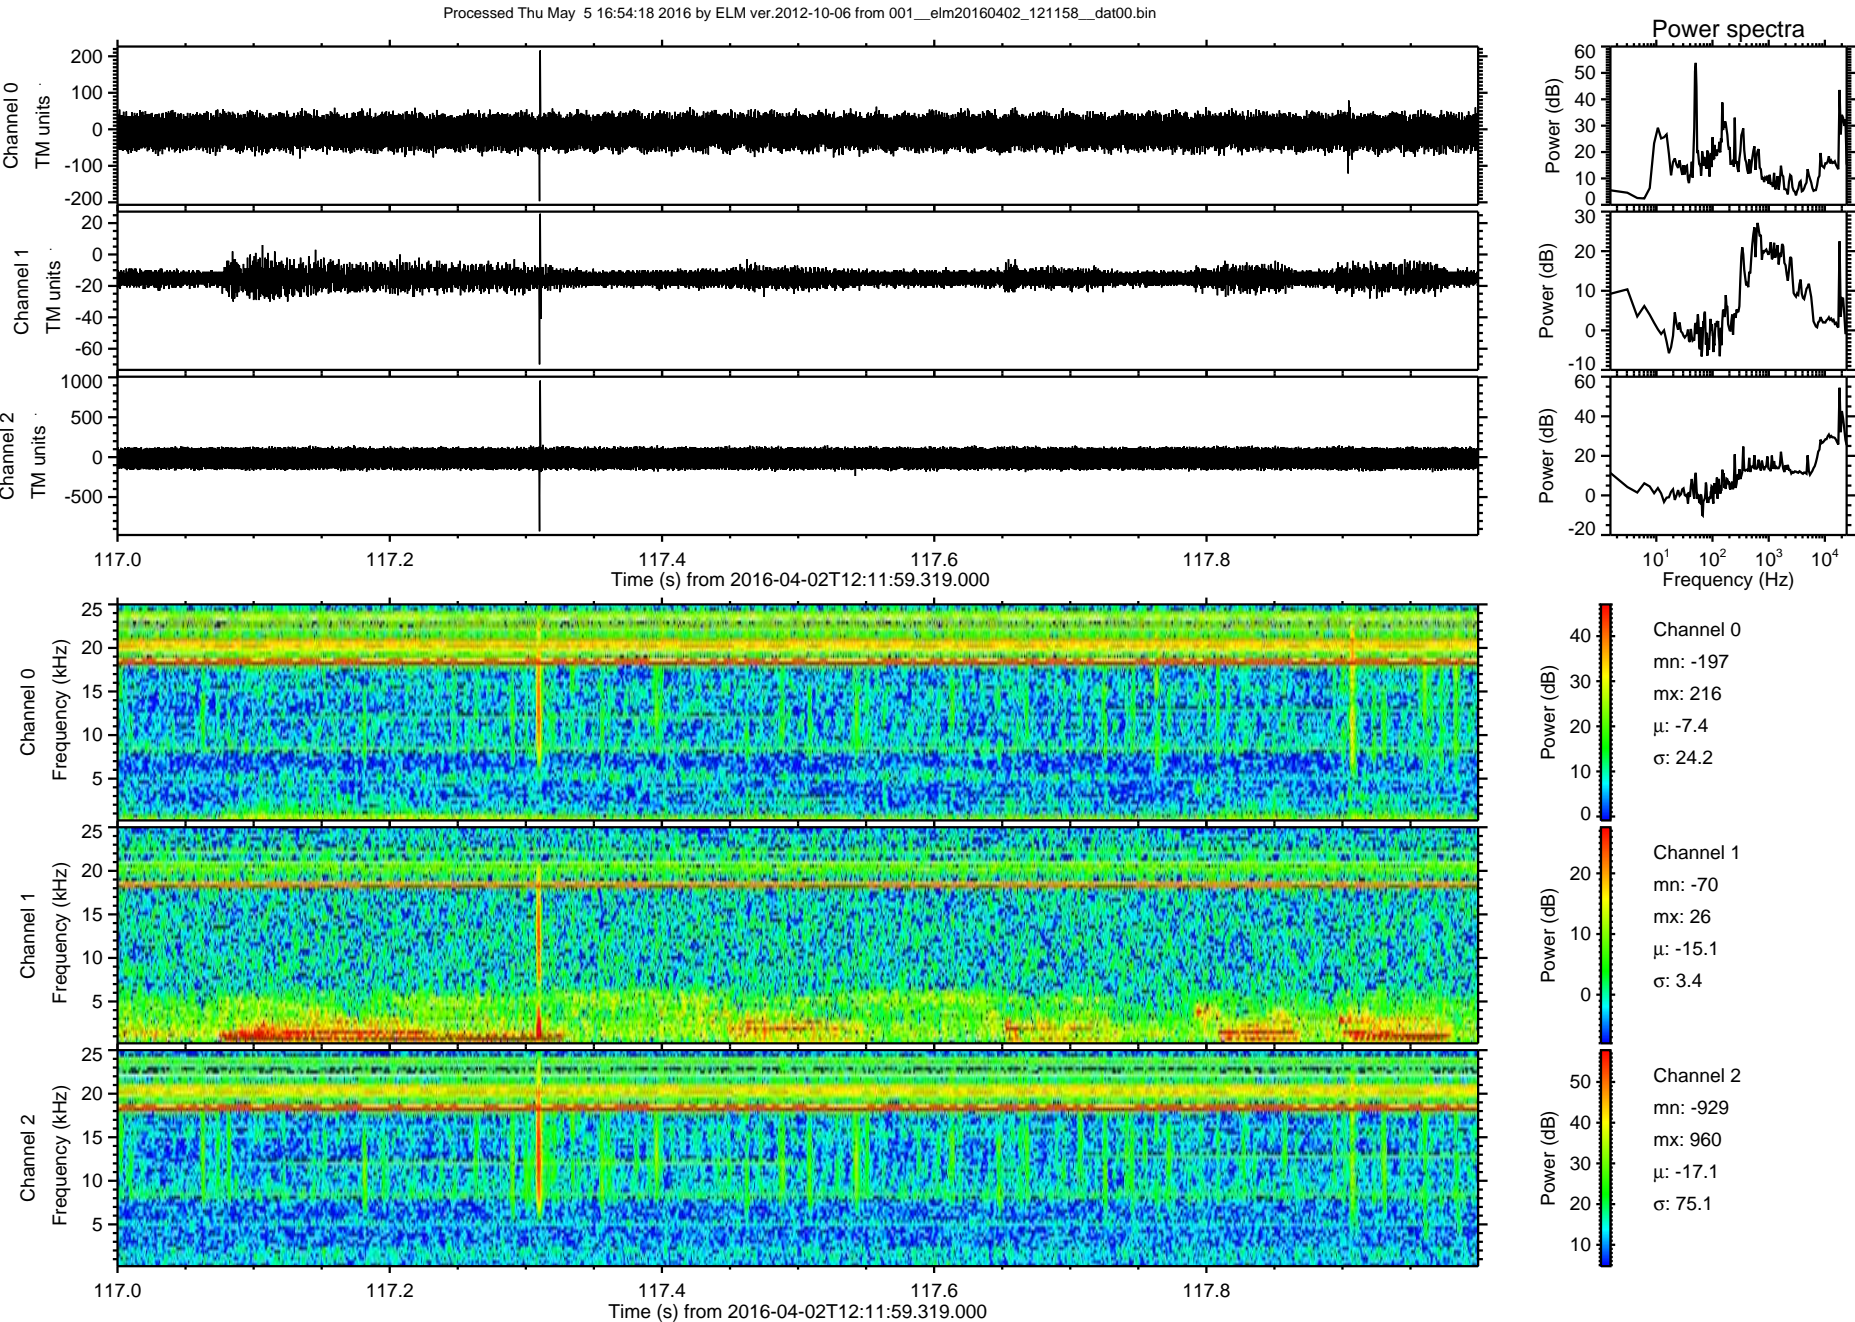 Processed Thu May  5 16:54:18 2016 by ELM ver.2012-10-06 from 001__elm20160402_121158__dat00.bin
Power spectra
Channel 0
TM units
200
100
0
-100
-200
Power (dB)
60
50
40
30
20
10
0
Channel 1
TM units
20
0
-20
-40
-60
Power (dB)
30
20
10
0
-10
Channel 2
TM units
1000
500
0
-500
Power (dB)
60
40
20
0
-20
117.0 117.2 117.4 117.6 117.8
Time (s) from 2016-04-02T12:11:59.319.000
10^1 10^2 10^3 10^4
Frequency (Hz)
Channel 0
Frequency (kHz)
25
20
15
10
5
Power (dB)
40
30
20
10
0
Channel 0
mn: -197
mx: 216
μ: -7.4
σ: 24.2
Channel 1
Frequency (kHz)
25
20
15
10
5
Power (dB)
20
10
0
Channel 1
mn: -70
mx: 26
μ: -15.1
σ: 3.4
Channel 2
Frequency (kHz)
25
20
15
10
5
Power (dB)
50
40
30
20
10
Channel 2
mn: -929
mx: 960
μ: -17.1
σ: 75.1
117.0 117.2 117.4 117.6 117.8
Time (s) from 2016-04-02T12:11:59.319.000